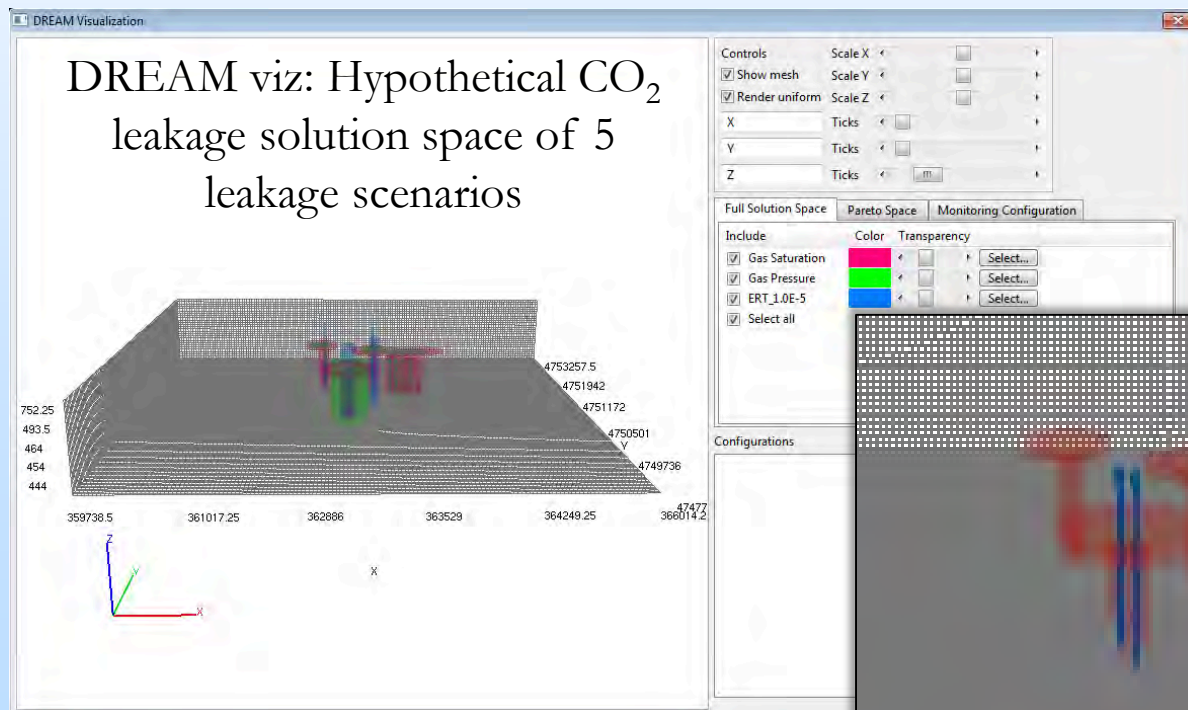 DREAM Visualization
DREAM viz: Hypothetical CO₂
leakage solution space of 5
leakage scenarios
752.25
493.5
464
454
444
4753257.5
4751942
4751172
4750501
Y
4749736
47477
359738.5 361017.25 362886 363529 364249.25 366014.2
X
Z
Y
X
Controls Scale X
Show mesh Scale Y
Render uniform Scale Z
X Ticks
Y Ticks
Z Ticks
Full Solution Space Pareto Space Monitoring Configuration
Include Color Transparency
Gas Saturation Select...
Gas Pressure Select...
ERT_1.0E-5 Select...
Select all
Configurations